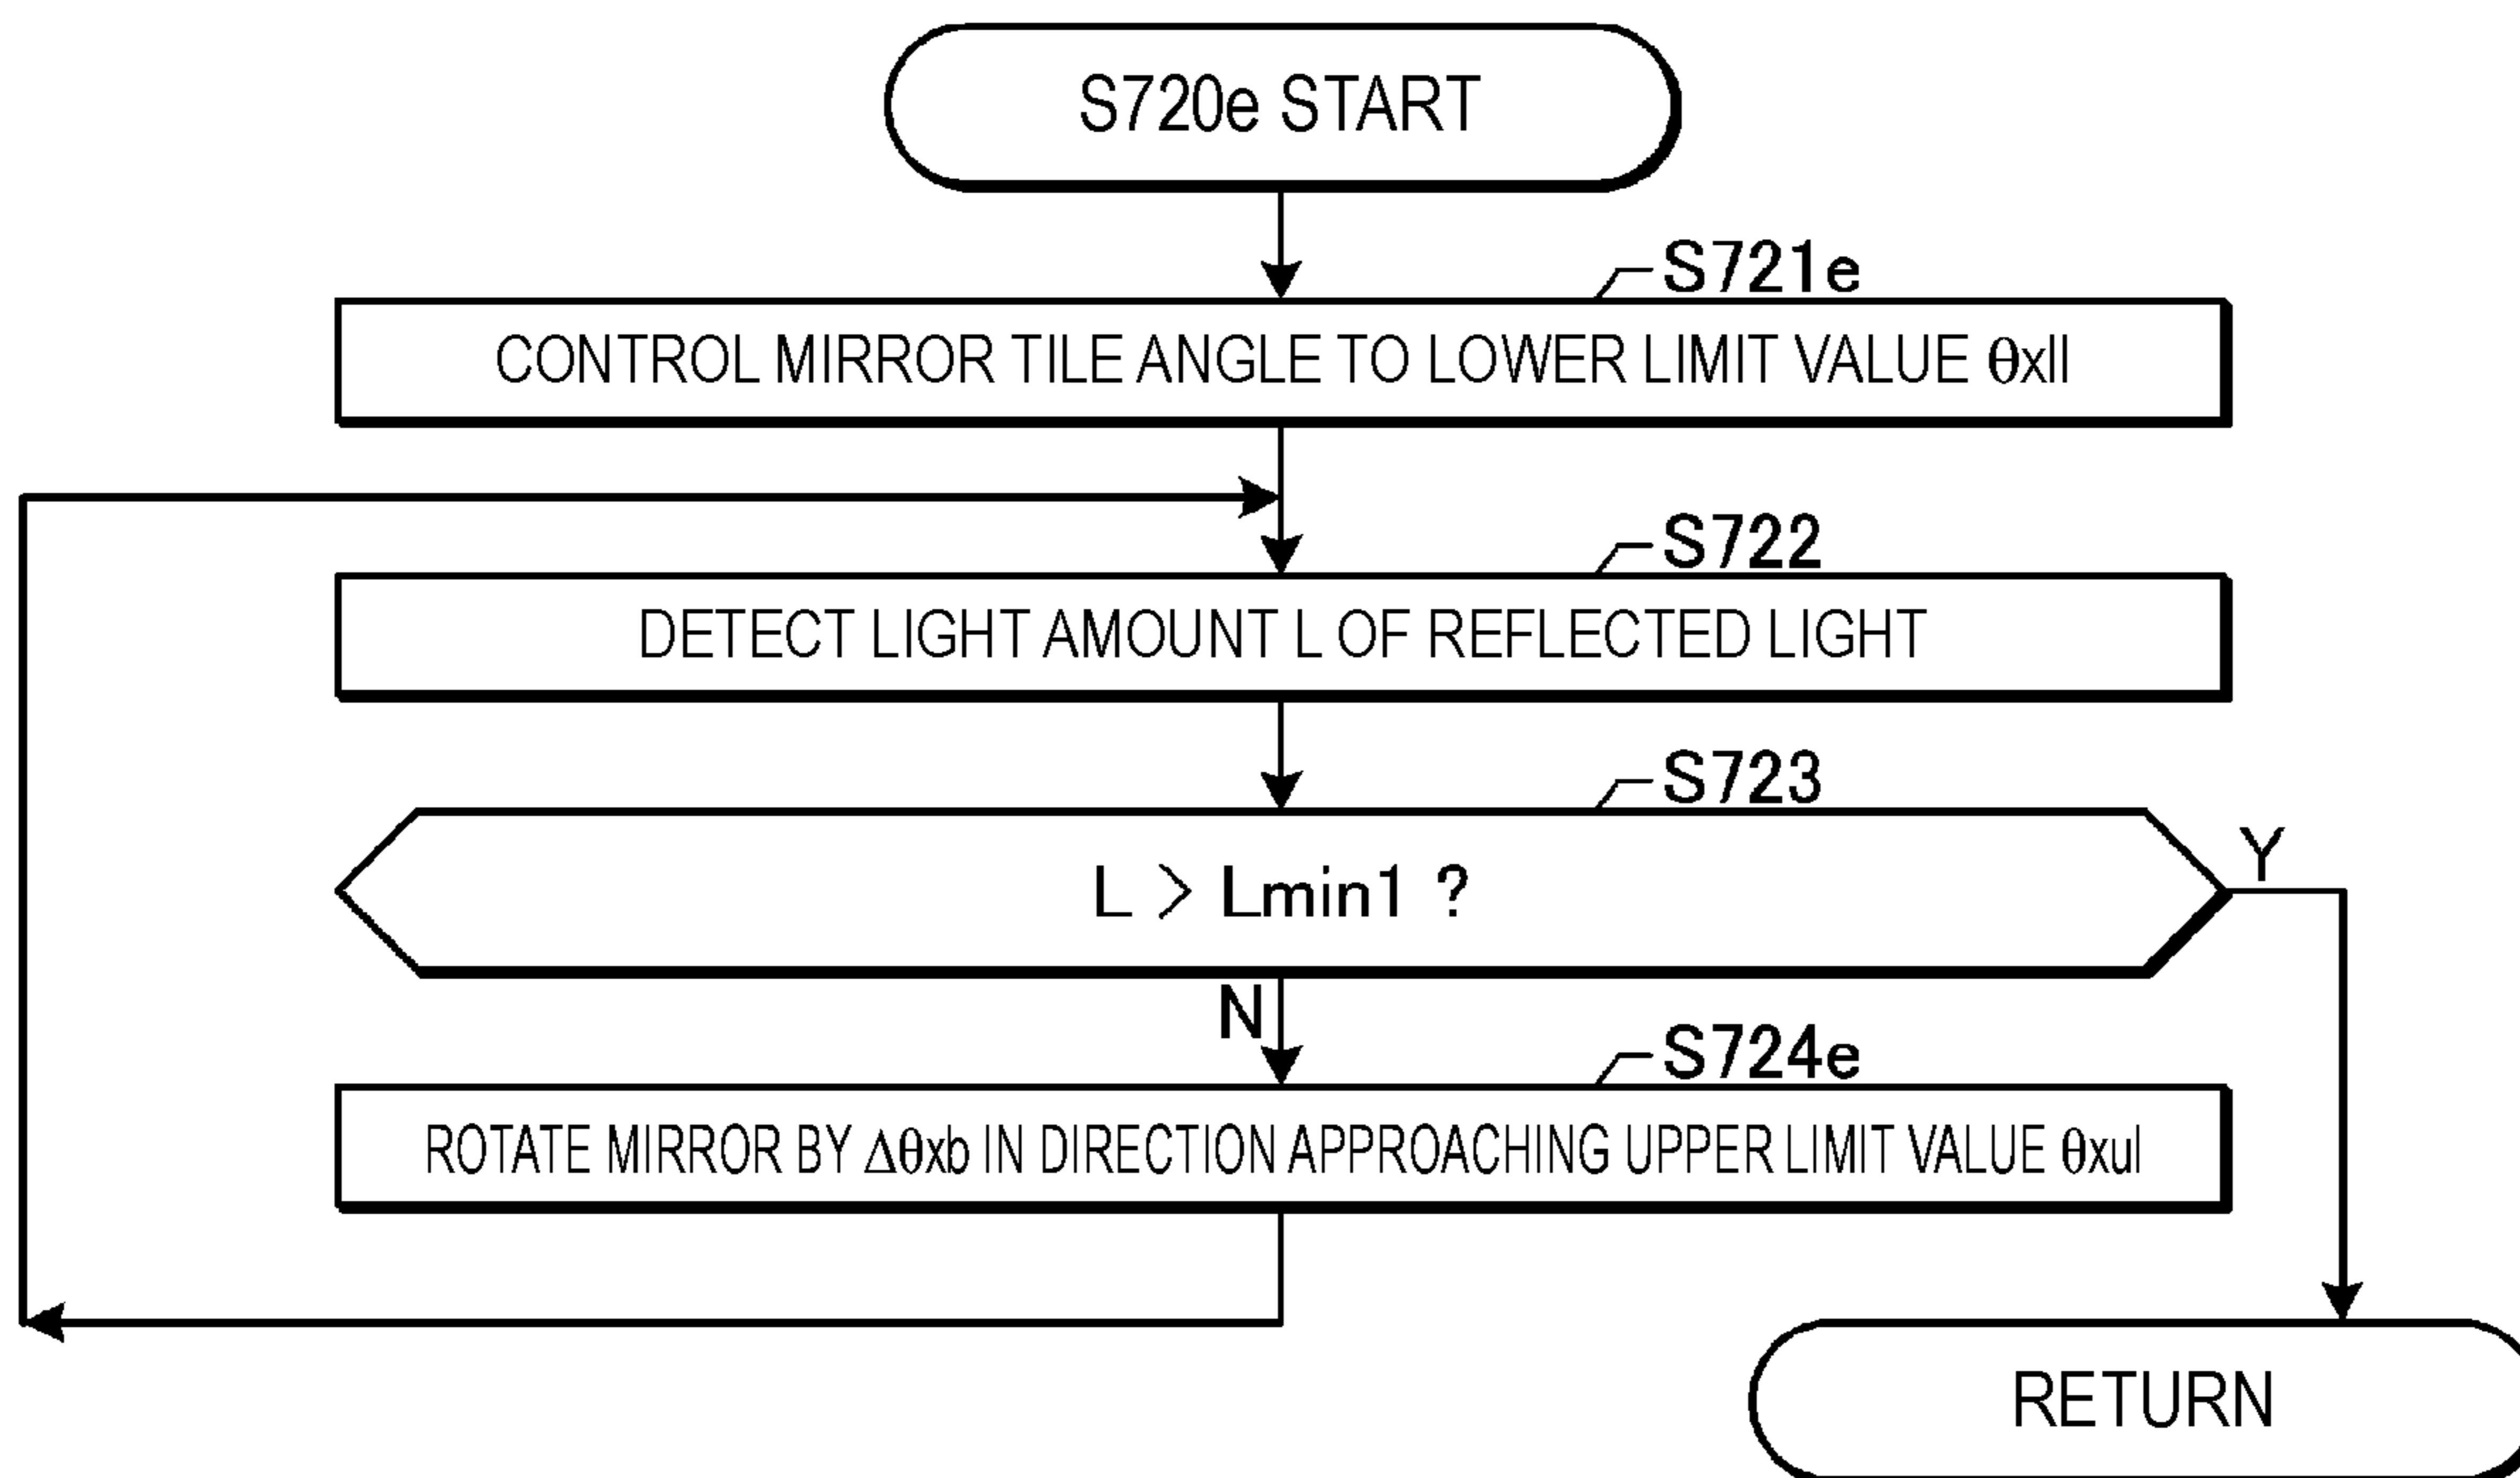 S720e START
S721e
CONTROL MIRROR TILE ANGLE TO LOWER LIMIT VALUE θxll
S722
DETECT LIGHT AMOUNT L OF REFLECTED LIGHT
S723
L > Lmin1 ?
Y
N
S724e
ROTATE MIRROR BY Δθxb IN DIRECTION APPROACHING UPPER LIMIT VALUE θxul
RETURN